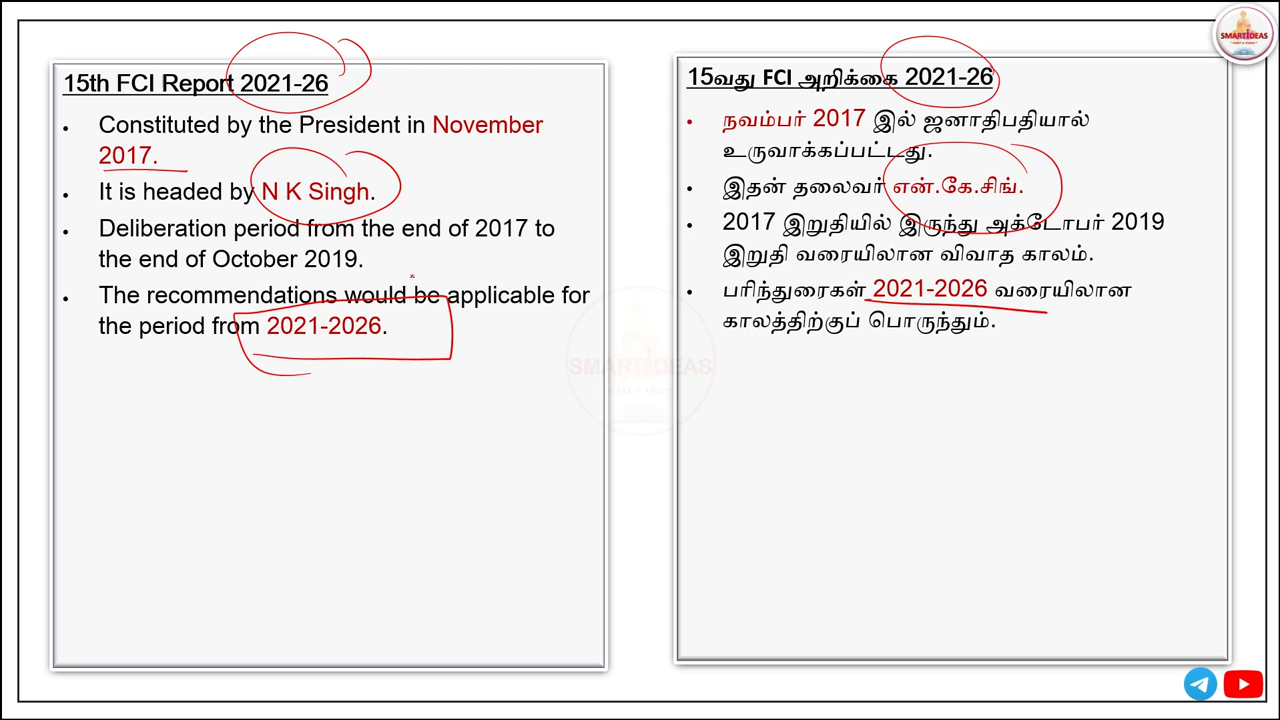 15th FCI Report 2021-26
• Constituted by the President in November
2017.
• It is headed by N K Singh.
• Deliberation period from the end of 2017 to
the end of October 2019.
• The recommendations would be applicable for
the period from 2021-2026.
15வது FCI அறிக்கை 2021-26
• நவம்பர் 2017 இல் ஜனாதிபதியால்
உருவாக்கப்பட்டது.
• இதன் தலைவர் என்.கே.சிங்.
• 2017 இறுதியில் இருந்து அக்டோபர் 2019
இறுதி வரையிலான விவாத காலம்.
• பரிந்துரைகள் 2021-2026 வரையிலான
காலத்திற்குப் பொருந்தும்.
SMARTIDEAS
SMARTIDEAS